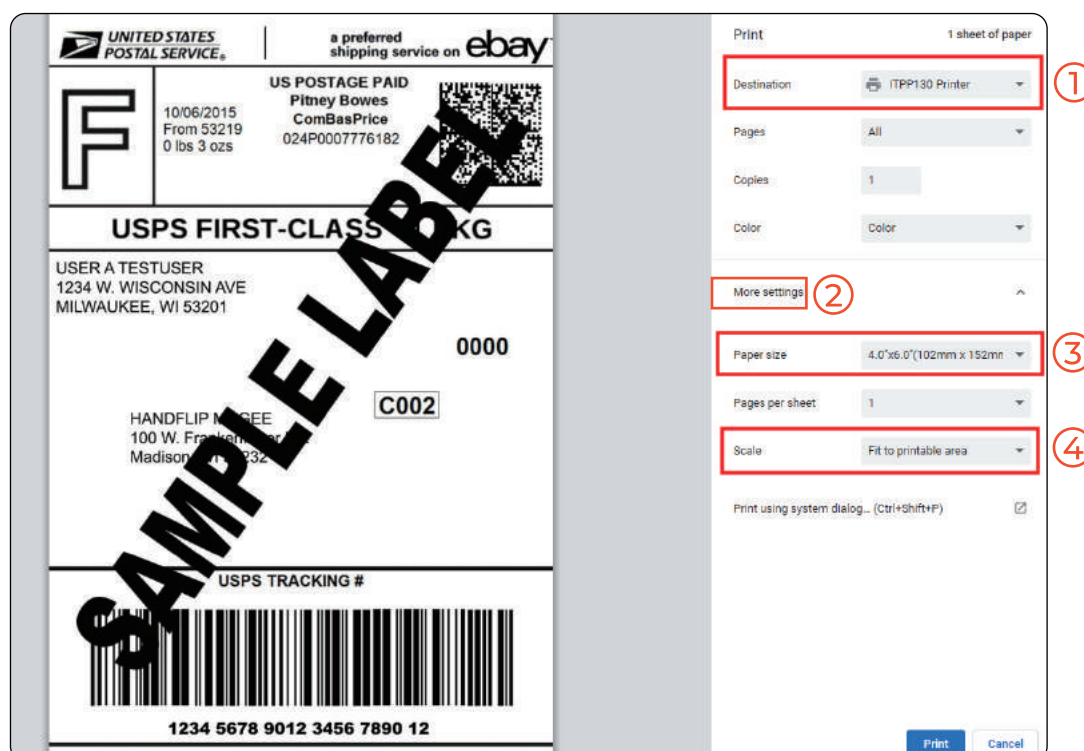 UNITED STATES
POSTAL SERVICE®
a preferred
shipping service on ebay
F
10/06/2015
From 53219
0 lbs 3 ozs
US POSTAGE PAID
Pitney Bowes
ComBasPrice
024P0007776182
USPS FIRST-CLASS KG
USER A TESTUSER
1234 W. WISCONSIN AVE
MILWAUKEE, WI 53201
0000
C002
HANDFLIP
100 W.
Madison
SAMPLE LABEL
USPS TRACKING #
1234 5678 9012 3456 7890 12
Print 1 sheet of paper
Destination ITPP130 Printer
1
Pages All
Copies 1
Color Color
More settings 2
Paper size 4.0"x6.0"(102mm x 152mm
3
Pages per sheet 1
Scale Fit to printable area
4
Print using system dialog... (Ctrl+Shift+P)
Print Cancel